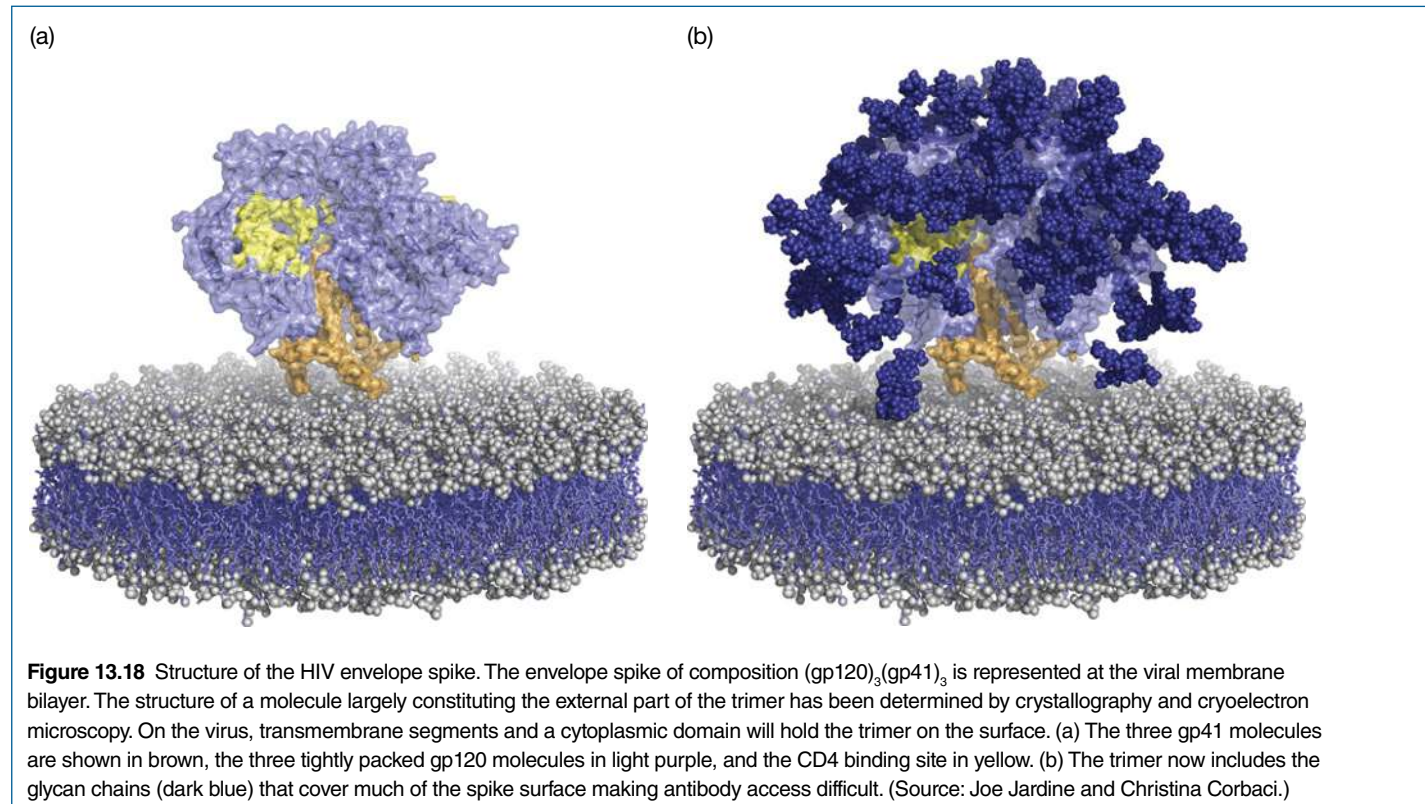 (a)
(b)
Figure 13.18 Structure of the HIV envelope spike. The envelope spike of composition (gp120)₃(gp41)₃ is represented at the viral membrane
bilayer. The structure of a molecule largely constituting the external part of the trimer has been determined by crystallography and cryoelectron
microscopy. On the virus, transmembrane segments and a cytoplasmic domain will hold the trimer on the surface. (a) The three gp41 molecules
are shown in brown, the three tightly packed gp120 molecules in light purple, and the CD4 binding site in yellow. (b) The trimer now includes the
glycan chains (dark blue) that cover much of the spike surface making antibody access difficult. (Source: Joe Jardine and Christina Corbaci.)